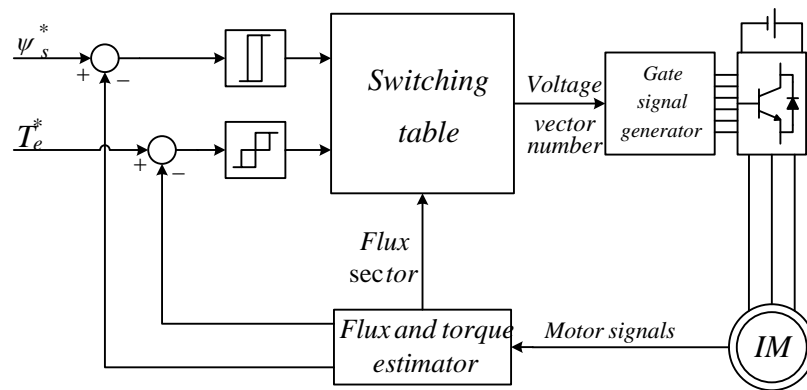 ψ*s
+
−
T*e
+
−
Switching
table
Voltage
vector
number
Gate
signal
generator
Flux
sector
Flux and torque
estimator
Motor signals
IM